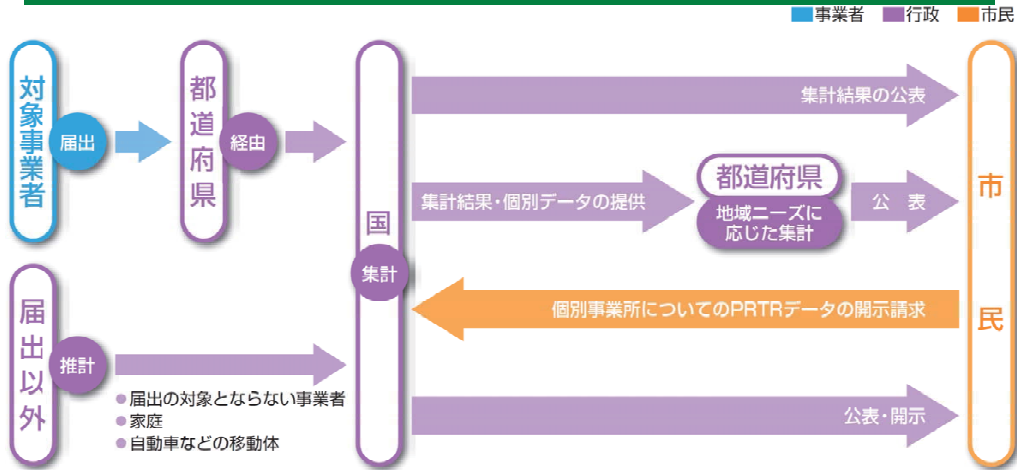 事業者 行政 市民
対象事業者
届出
都道府県
経由
国
集計
集計結果の公表
集計結果・個別データの提供
都道府県
地域ニーズに
応じた集計
公 表
個別事業所についてのPRTRデータの開示請求
公表・開示
市民
届出以外
推計
●届出の対象とならない事業者
●家庭
●自動車などの移動体